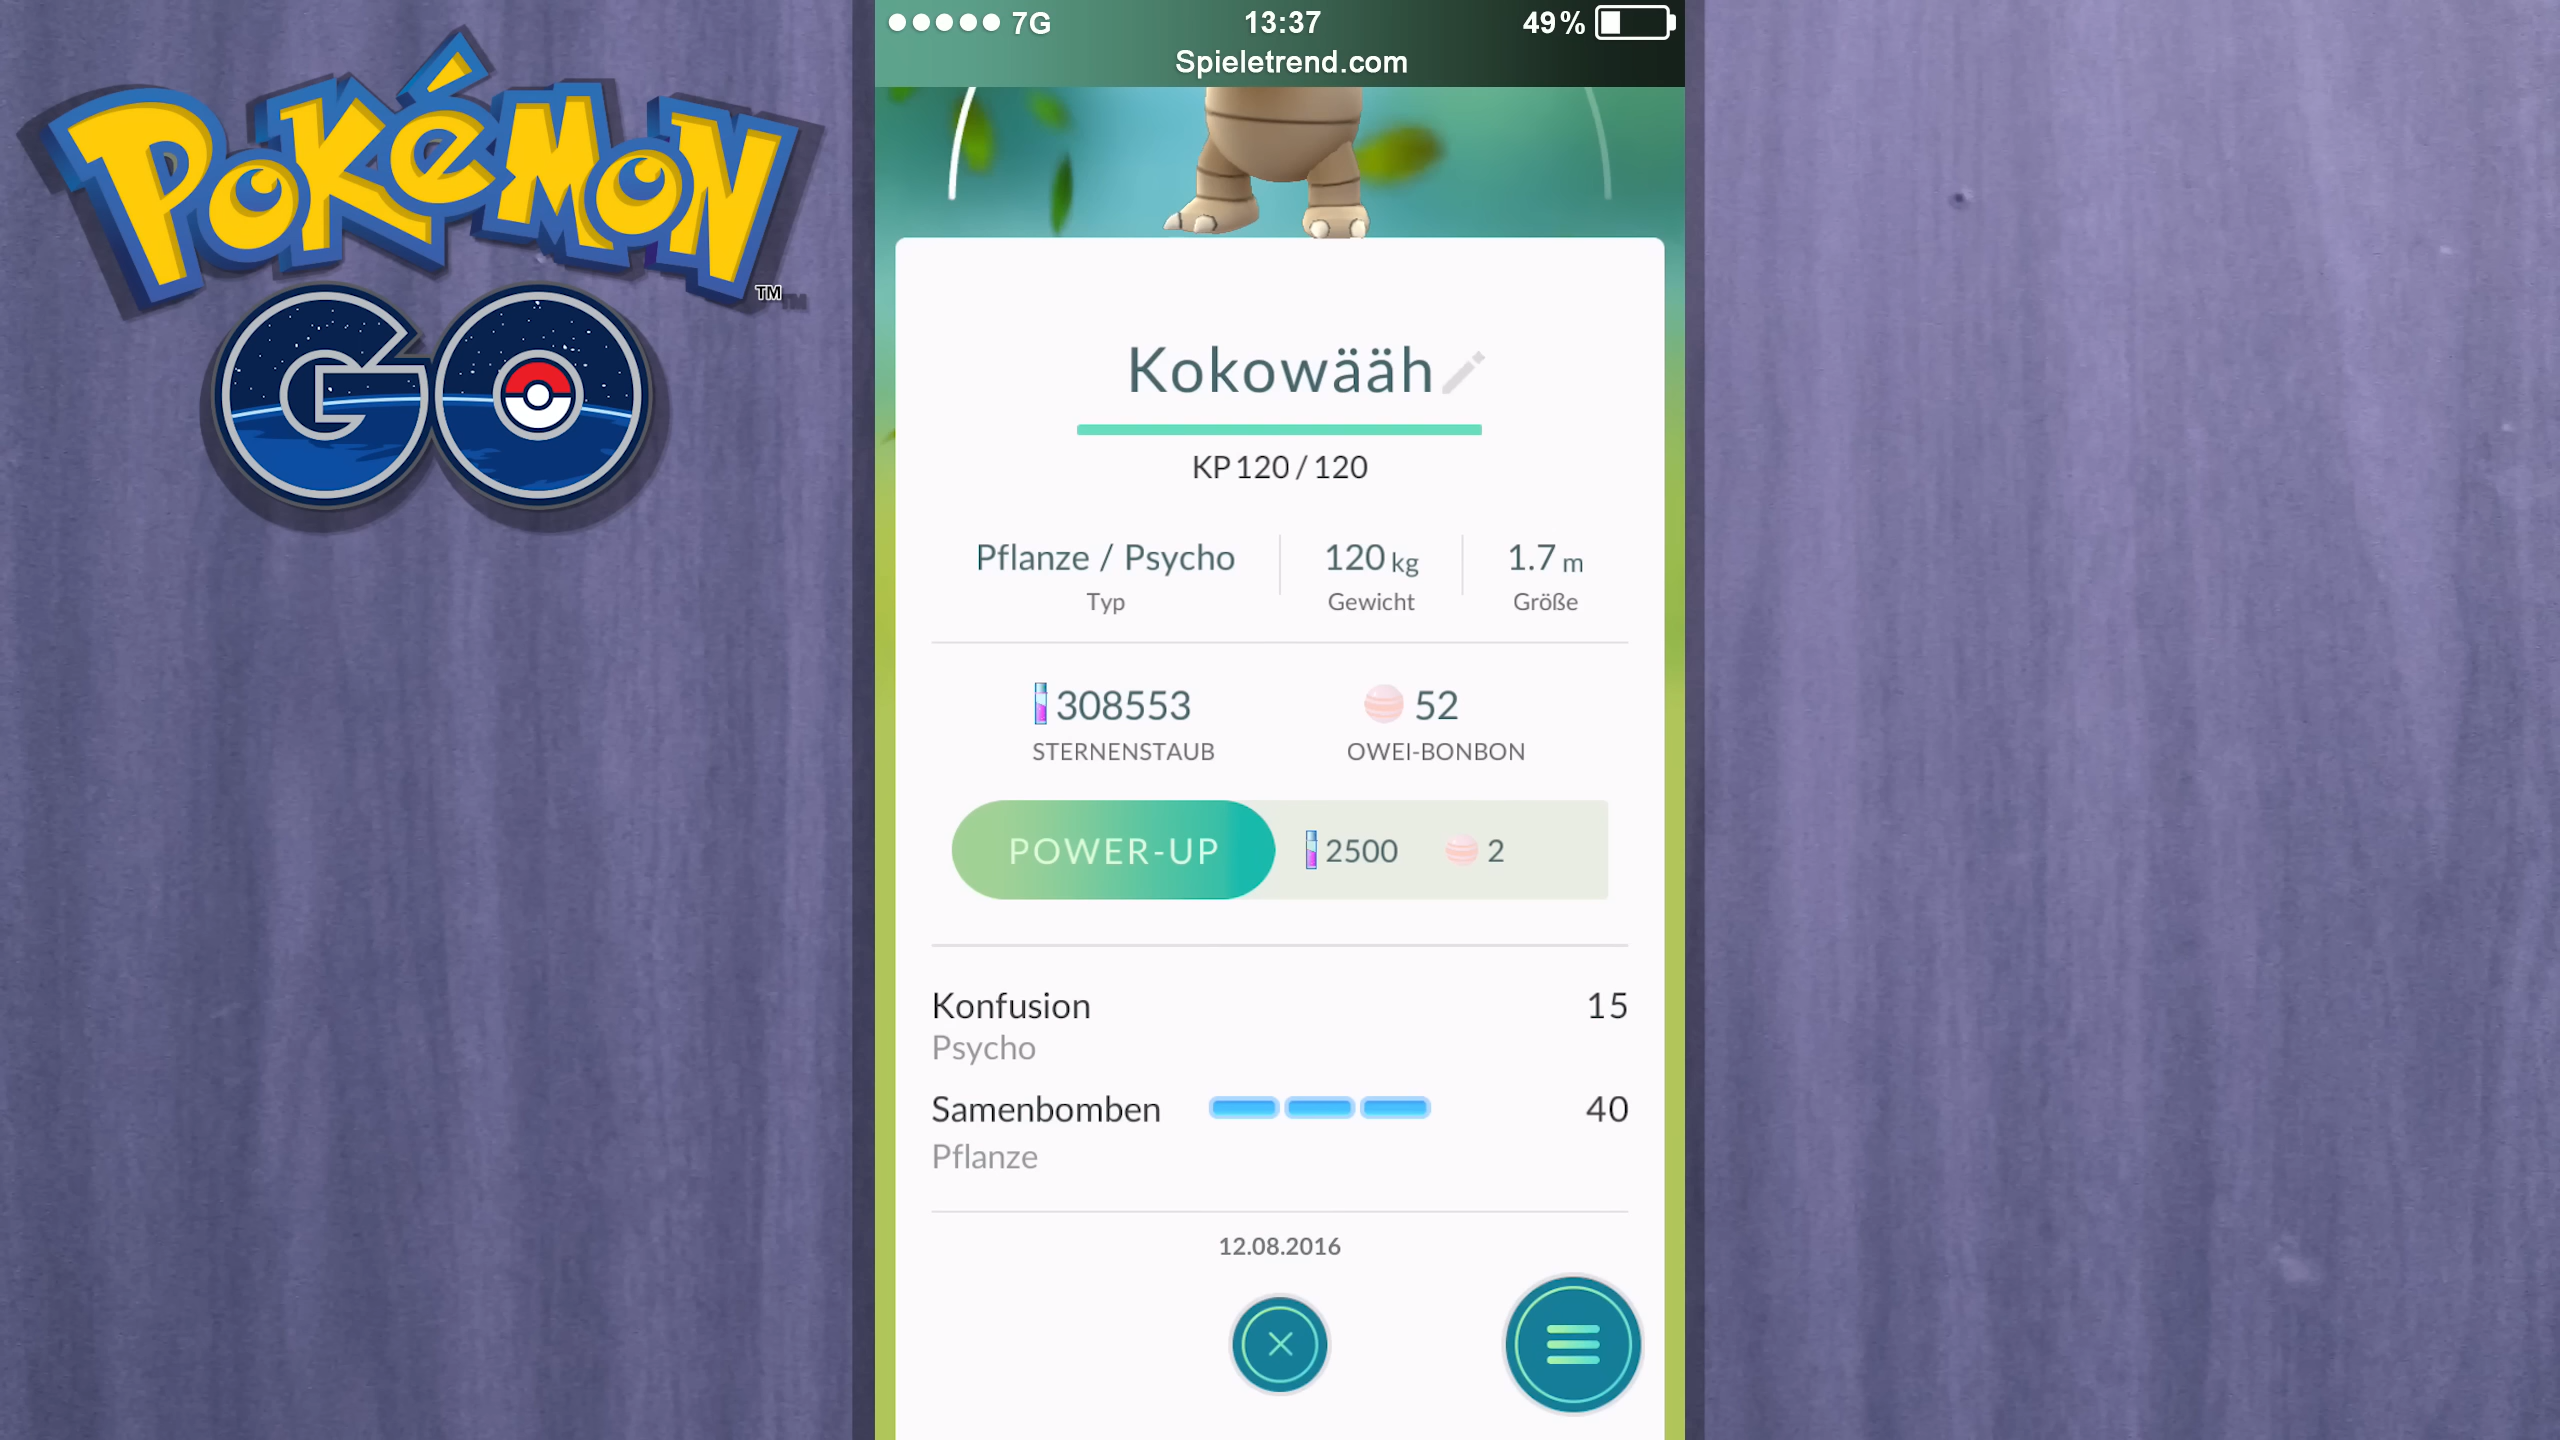 POKéMON
TM
GO
7G 13:37 49%
Spieletrend.com
Kokowääh
KP 120 / 120
Pflanze / Psycho 120 kg 1.7 m
Typ Gewicht Größe
308553 52
STERNENSTAUB OWEI-BONBON
POWER-UP 2500 2
Konfusion 15
Psycho
Samenbomben 40
Pflanze
12.08.2016